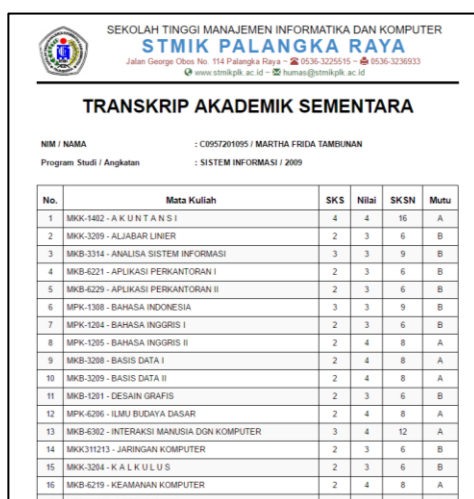 SEKOLAH TINGGI MANAJEMEN INFORMATIKA DAN KOMPUTER
STMIK PALANGKA RAYA
Jalan George Obos No. 114 Palangka Raya ~ 0536-3225515 ~ 0536-3236933
www.stmikplk.ac.id ~ humas@stmikplk.ac.id
TRANSKRIP AKADEMIK SEMENTARA
NIM / NAMA : C0957201095 / MARTHA FRIDA TAMBUNAN
Program Studi / Angkatan : SISTEM INFORMASI / 2009
No. Mata Kuliah SKS Nilai SKSN Mutu
1 MKK-1402 - A K U N T A N S I 4 4 16 A
2 MKK-3209 - ALJABAR LINIER 2 3 6 B
3 MKB-3314 - ANALISA SISTEM INFORMASI 3 3 9 B
4 MKB-6221 - APLIKASI PERKANTORAN I 2 3 6 B
5 MKB-6229 - APLIKASI PERKANTORAN II 2 3 6 B
6 MPK-1308 - BAHASA INDONESIA 3 3 9 B
7 MPK-1204 - BAHASA INGGRIS I 2 3 6 B
8 MPK-1205 - BAHASA INGGRIS II 2 4 8 A
9 MKB-3208 - BASIS DATA I 2 4 8 A
10 MKB-3209 - BASIS DATA II 2 4 8 A
11 MKB-1201 - DESAIN GRAFIS 2 3 6 B
12 MPK-6206 - ILMU BUDAYA DASAR 2 4 8 A
13 MKB-6302 - INTERAKSI MANUSIA DGN KOMPUTER 3 4 12 A
14 MKK311213 - JARINGAN KOMPUTER 2 3 6 B
15 MKK-3204 - K A L K U L U S 2 3 6 B
16 MKB-6219 - KEAMANAN KOMPUTER 2 4 8 A